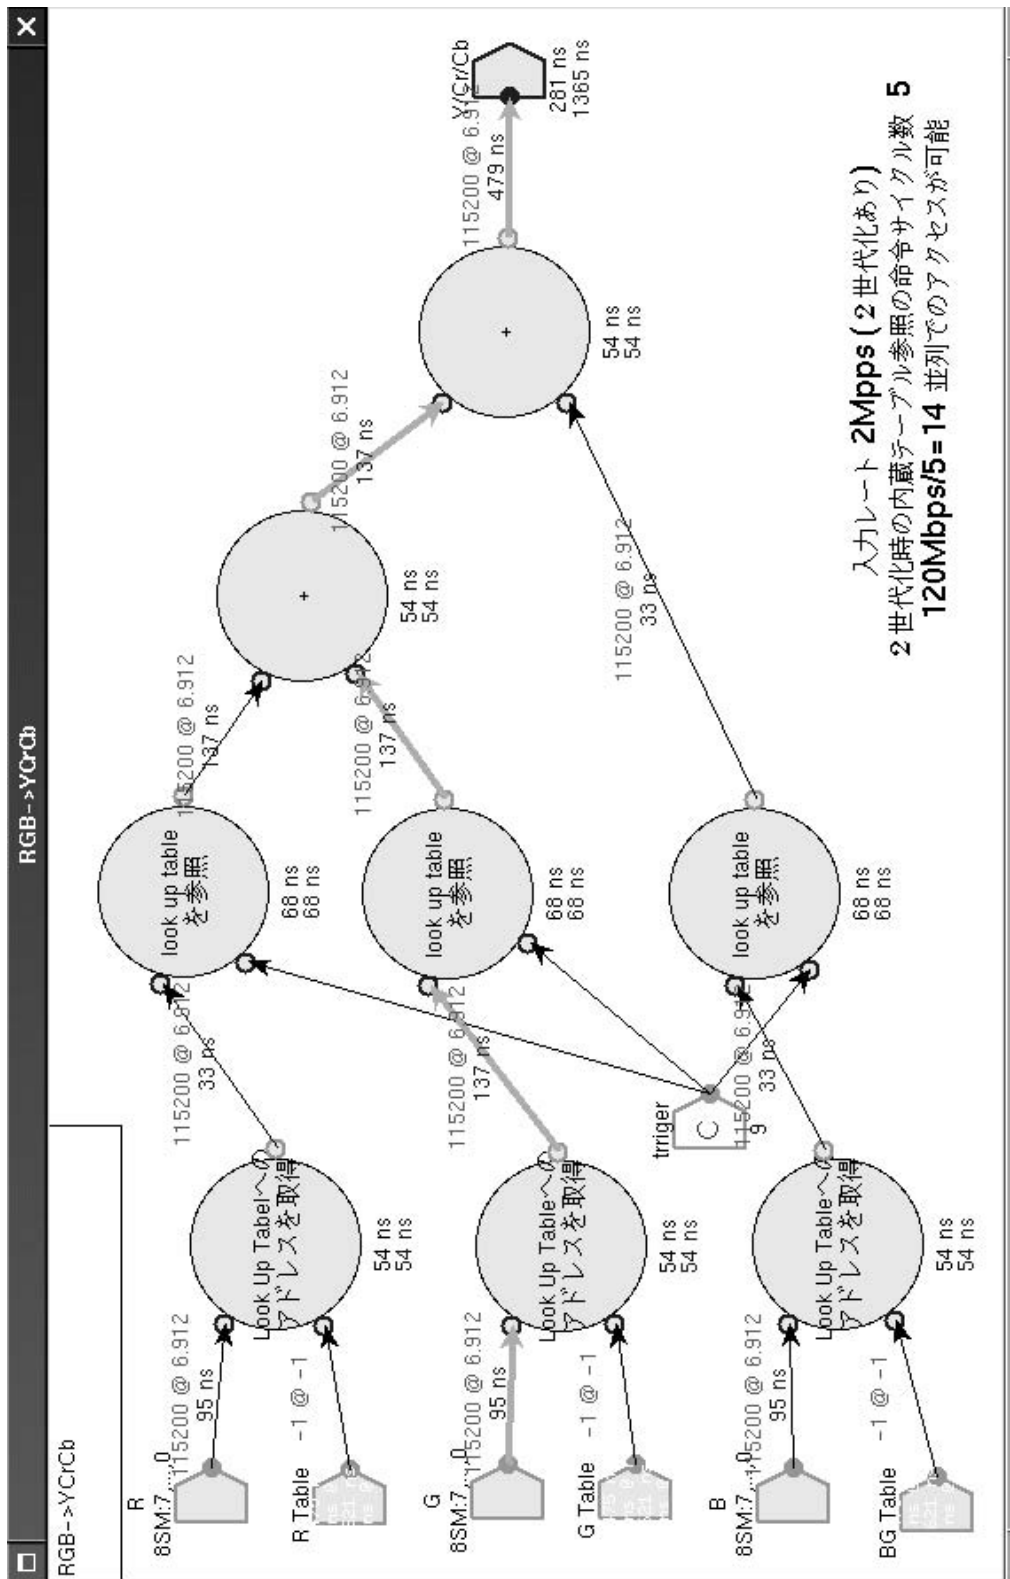 RGB->YCrCb
RGB->YCrCb
R
8SM:7,...,0
115200 @ 6.912
95 ns
R Table
-1 @ -1
Look Up Tabelへの
アドレスを取得
54 ns
54 ns
115200 @ 6.912
33 ns
look up table
を参照
68 ns
68 ns
115200 @ 6.912
137 ns
G
8SM:7,...,0
115200 @ 6.912
95 ns
G Table
-1 @ -1
Look Up Tableへの
アドレスを取得
54 ns
54 ns
115200 @ 6.912
137 ns
look up table
を参照
68 ns
68 ns
115200 @ 6.912
137 ns
+
54 ns
54 ns
115200 @ 6.912
137 ns
B
8SM:7,...,0
115200 @ 6.912
95 ns
BG Table
-1 @ -1
Look Up Tableへの
アドレスを取得
54 ns
54 ns
trriger
C
9
115200 @ 6.912
33 ns
look up table
を参照
68 ns
68 ns
115200 @ 6.912
33 ns
+
54 ns
54 ns
115200 @ 6.912
479 ns
Y/Cr/Cb
281 ns
1365 ns
入力レート 2Mpps (２世代化あり)
２世代化時の内蔵テーブル参照の命令サイクル数 5
120Mbps/5=14 並列でのアクセスが可能